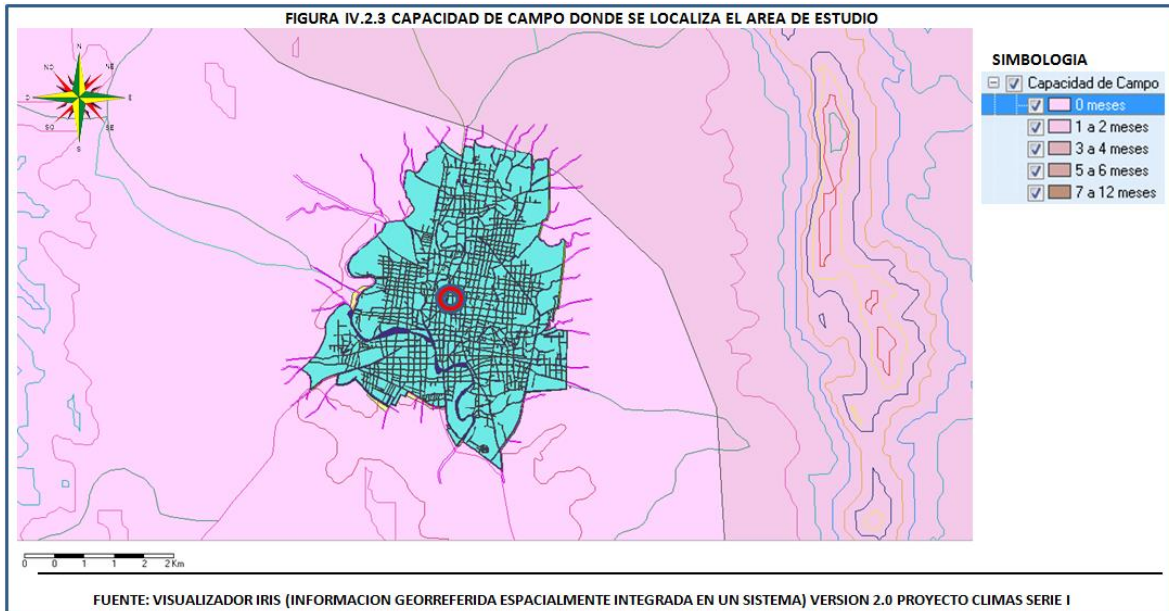 FIGURA IV.2.3 CAPACIDAD DE CAMPO DONDE SE LOCALIZA EL AREA DE ESTUDIO
N
NO
NE
O
E
SO
SE
S
SIMBOLOGIA
Capacidad de Campo
0 meses
1 a 2 meses
3 a 4 meses
5 a 6 meses
7 a 12 meses
0 0 1 1 2 2Km
FUENTE: VISUALIZADOR IRIS (INFORMACION GEORREFERIDA ESPACIALMENTE INTEGRADA EN UN SISTEMA) VERSION 2.0 PROYECTO CLIMAS SERIE I